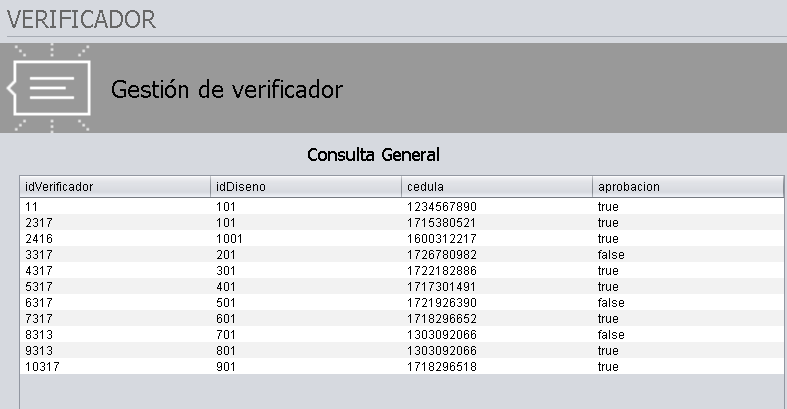 VERIFICADOR
Gestión de verificador
Consulta General
idVerificador idDiseno cedula aprobacion
11 101 1234567890 true
2317 101 1715380521 true
2416 1001 1600312217 true
3317 201 1726780982 false
4317 301 1722182886 true
5317 401 1717301491 true
6317 501 1721926390 false
7317 601 1718296652 true
8313 701 1303092066 false
9313 801 1303092066 true
10317 901 1718296518 true